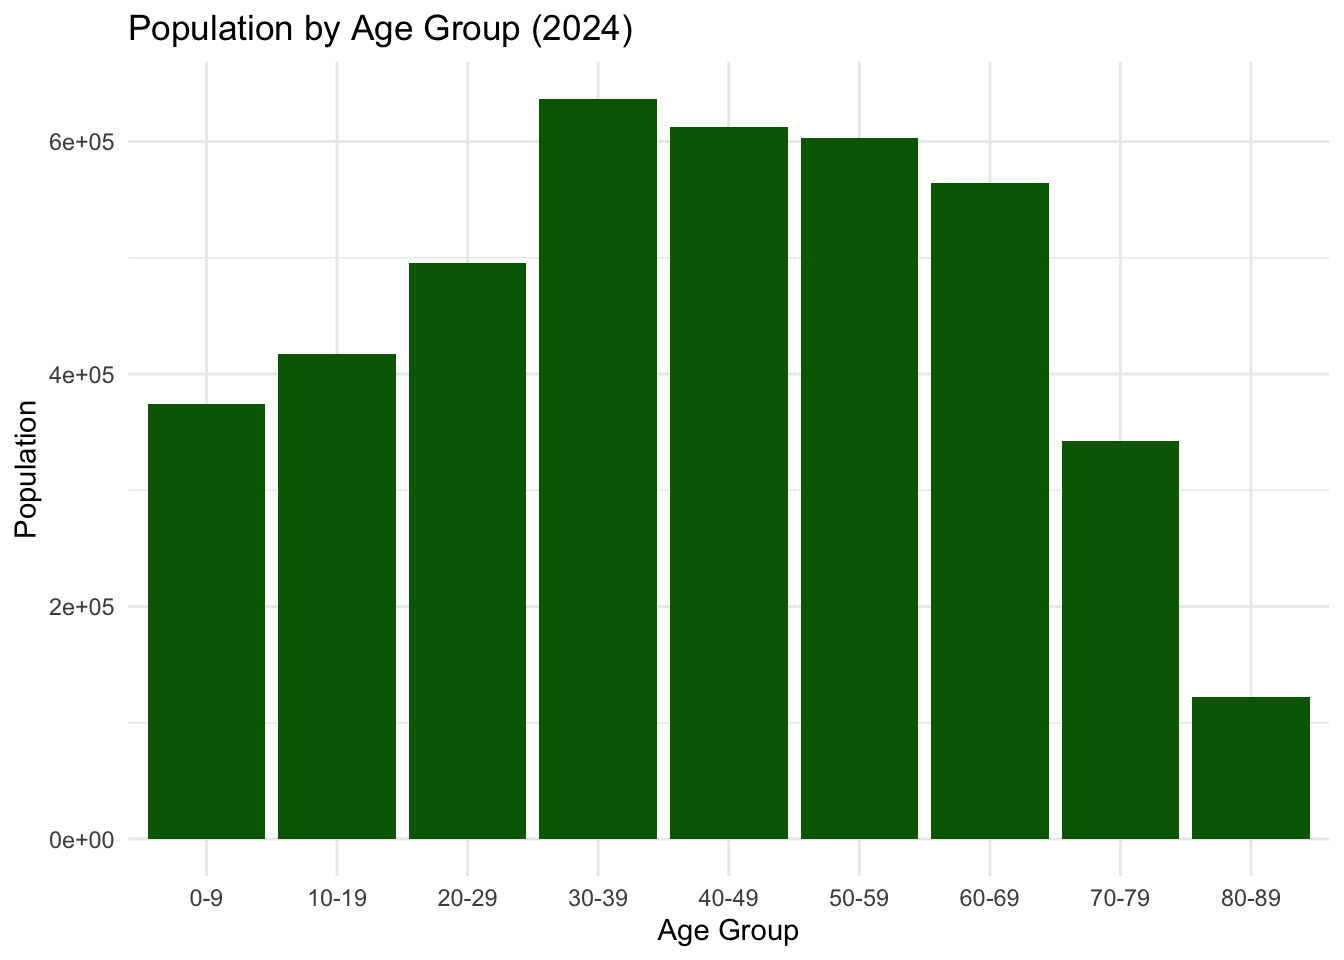 Population by Age Group (2024)
Population
6e+05
4e+05
2e+05
0e+00
0-9 10-19 20-29 30-39 40-49 50-59 60-69 70-79 80-89
Age Group